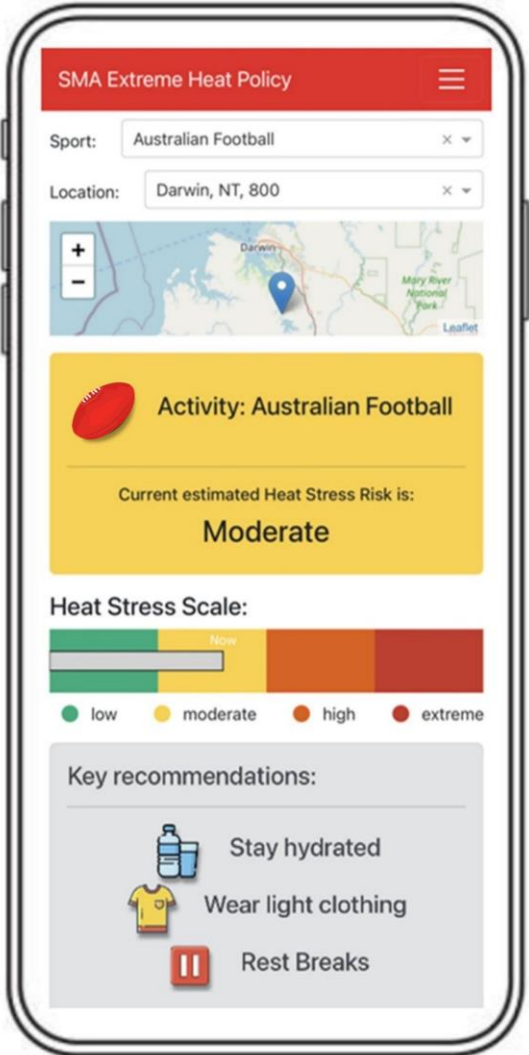 SMA Extreme Heat Policy
Sport: Australian Football × 
Location: Darwin, NT, 800 ×
+
Darwin
−
Mary River
National
Park
Leaflet
Activity: Australian Football
Current estimated Heat Stress Risk is:
Moderate
Heat Stress Scale:
Now
low moderate high extreme
Key recommendations:
Stay hydrated
Wear light clothing
Rest Breaks